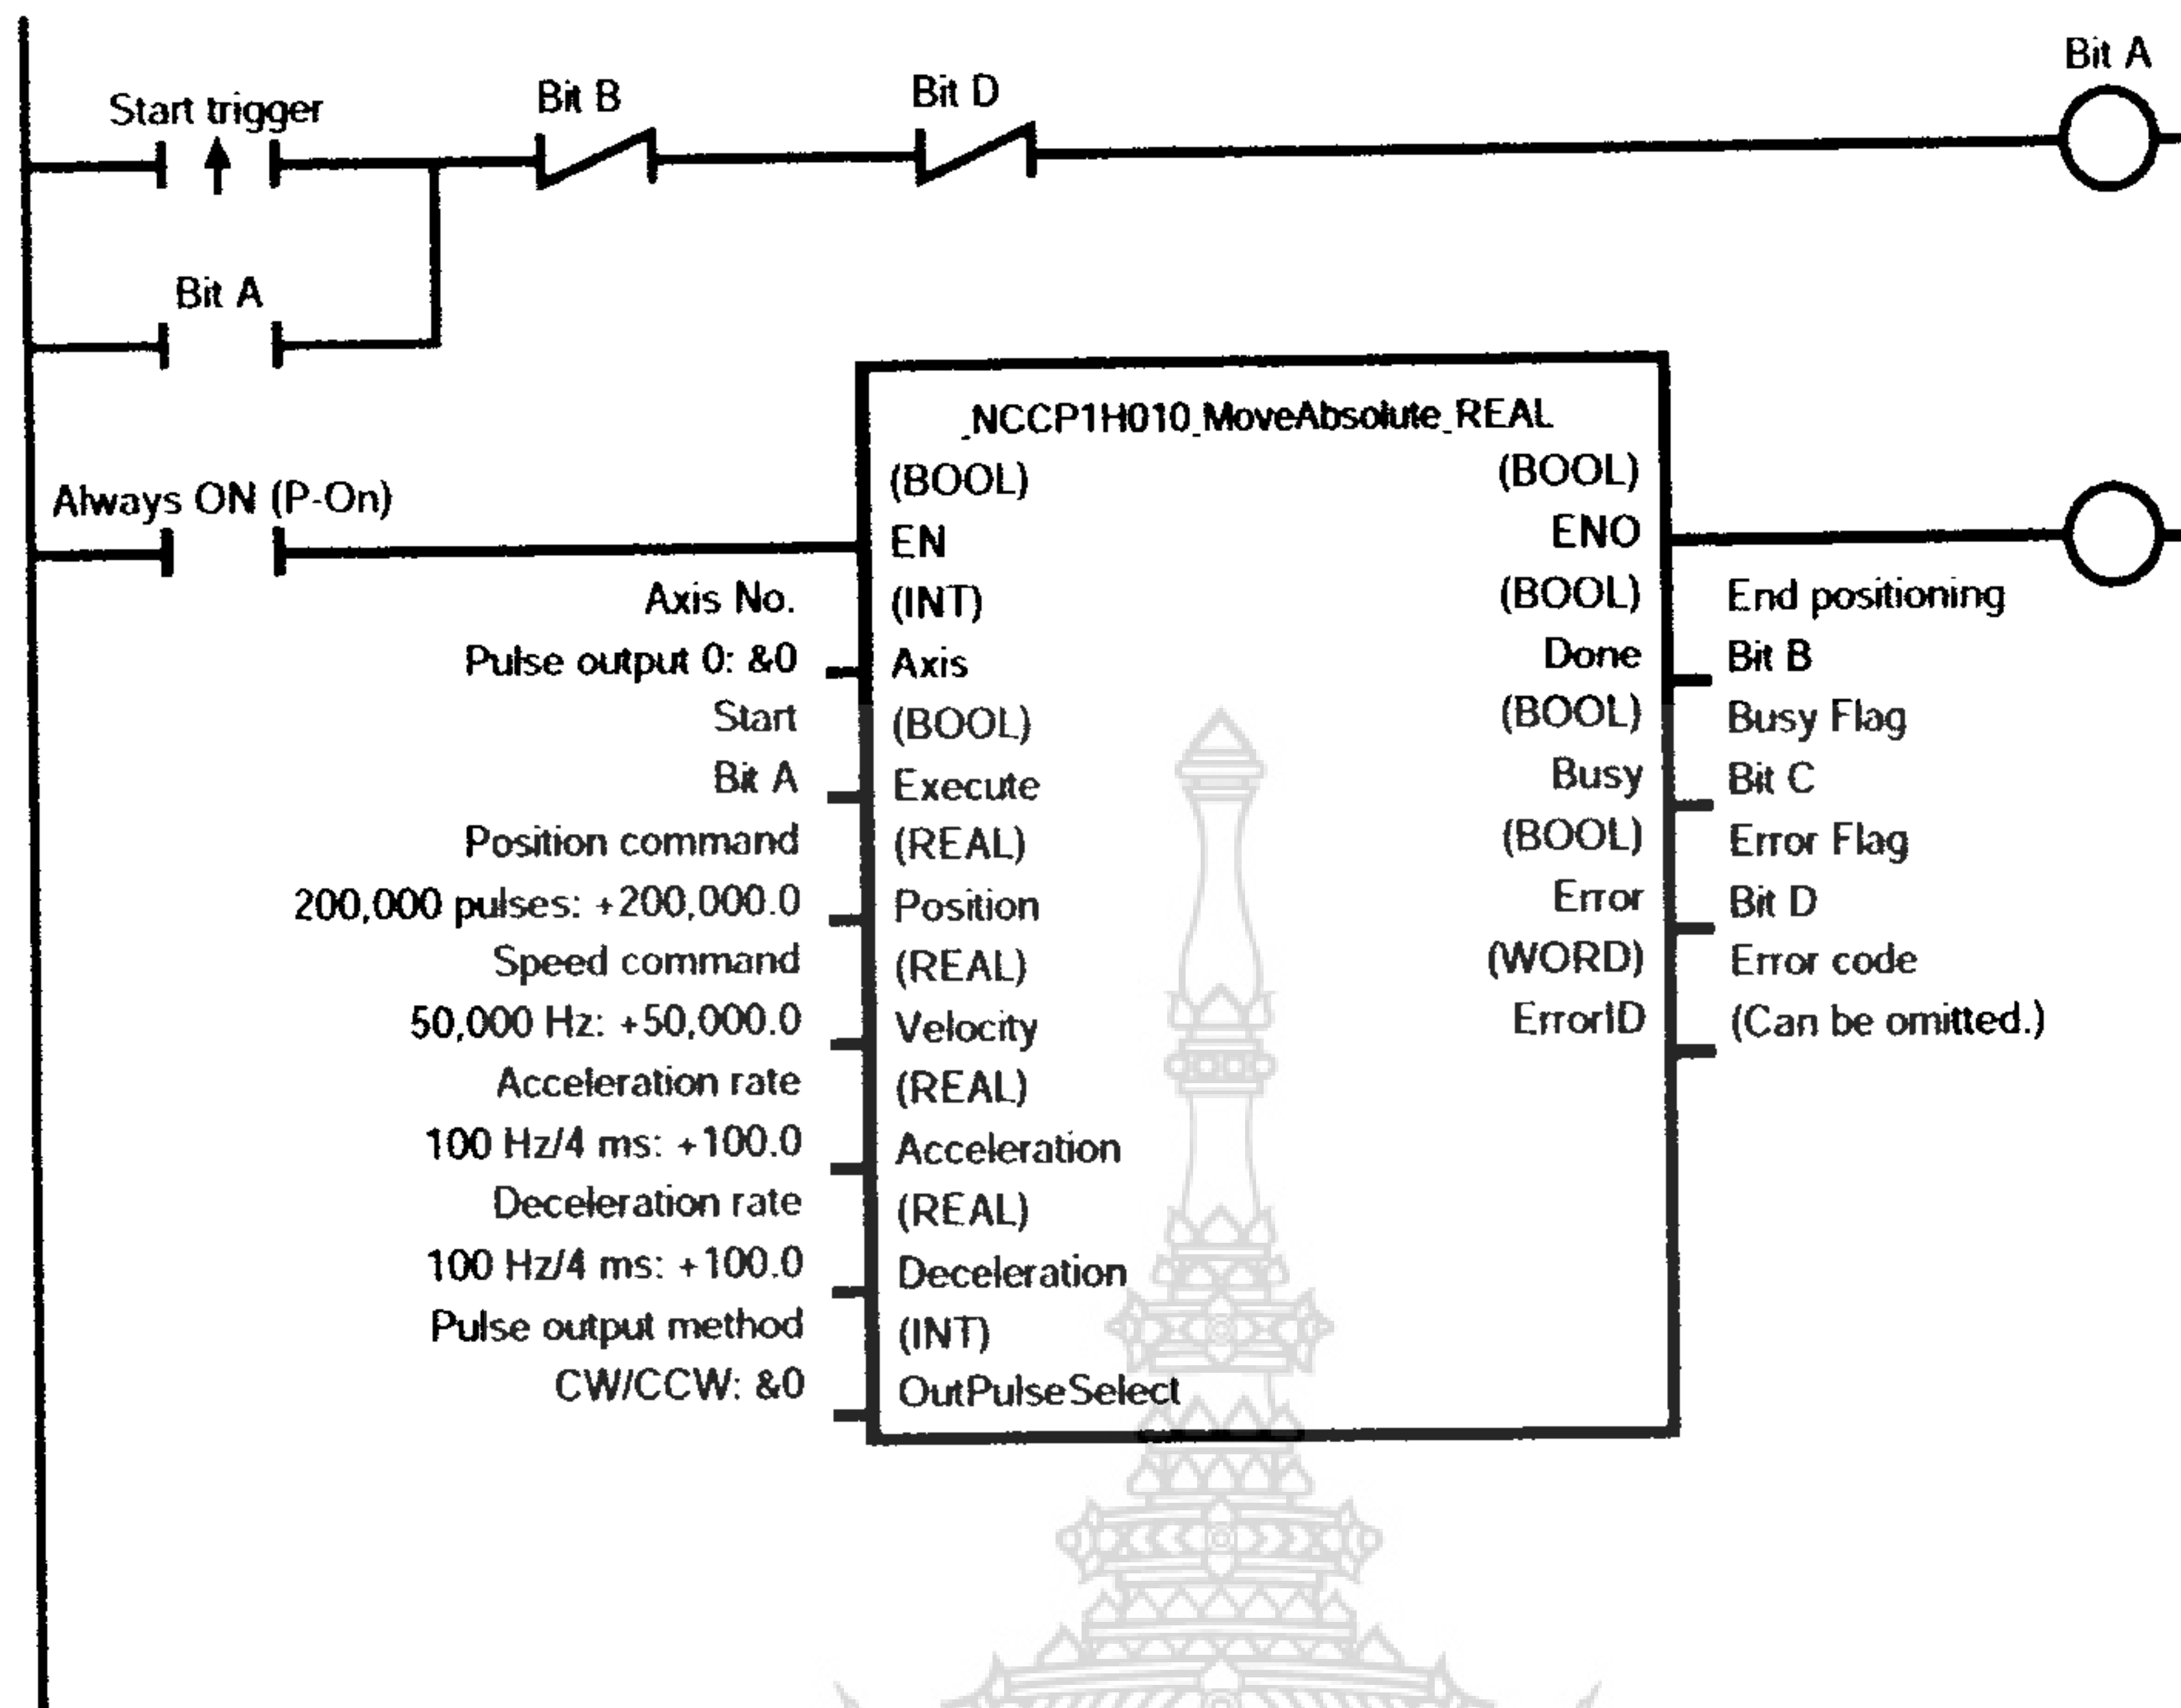 Bit A
Start trigger
Bit B
Bit D
Bit A
_NCCP1H010_MoveAbsolute_REAL
(BOOL)
(BOOL)
Always ON (P-On)
EN
ENO
Axis No.
(INT)
(BOOL)
End positioning
Pulse output 0: &0
Axis
Done
Bit B
Start
(BOOL)
(BOOL)
Busy Flag
Bit A
Execute
Busy
Bit C
Position command
(REAL)
(BOOL)
Error Flag
200,000 pulses: +200,000.0
Position
Error
Bit D
Speed command
(REAL)
(WORD)
Error code
50,000 Hz: +50,000.0
Velocity
ErrorID
(Can be omitted.)
Acceleration rate
(REAL)
100 Hz/4 ms: +100.0
Acceleration
Deceleration rate
(REAL)
100 Hz/4 ms: +100.0
Deceleration
Pulse output method
(INT)
CW/CCW: &0
OutPulseSelect